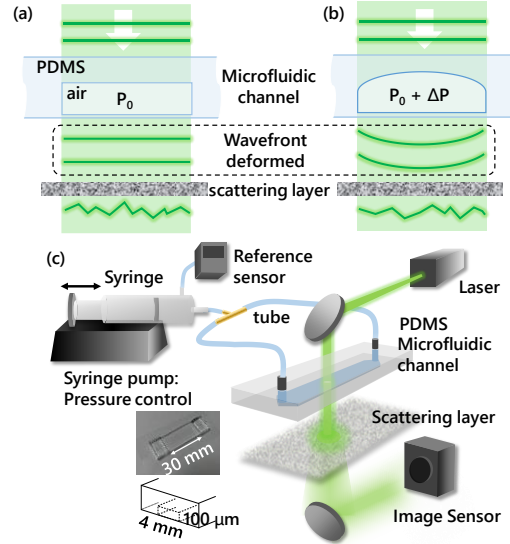 (a)
(b)
PDMS
air
P₀
Microfluidic
channel
P₀ + ΔP
Wavefront
deformed
scattering layer
(c)
Syringe
Reference
sensor
Laser
tube
PDMS
Microfluidic
channel
Syringe pump:
Pressure control
Scattering layer
30 mm
100 μm
4 mm
Image Sensor